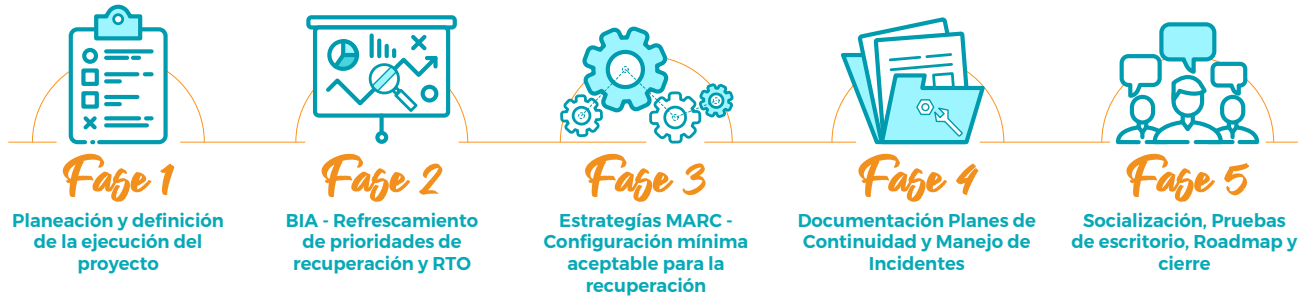 Fase 1
Planeación y definición
de la ejecución del
proyecto
Fase 2
BIA - Refrescamiento
de prioridades de
recuperación y RTO
Fase 3
Estrategías MARC -
Configuración mínima
aceptable para la
recuperación
Fase 4
Documentación Planes de
Continuidad y Manejo de
Incidentes
Fase 5
Socialización, Pruebas
de escritorio, Roadmap y
cierre